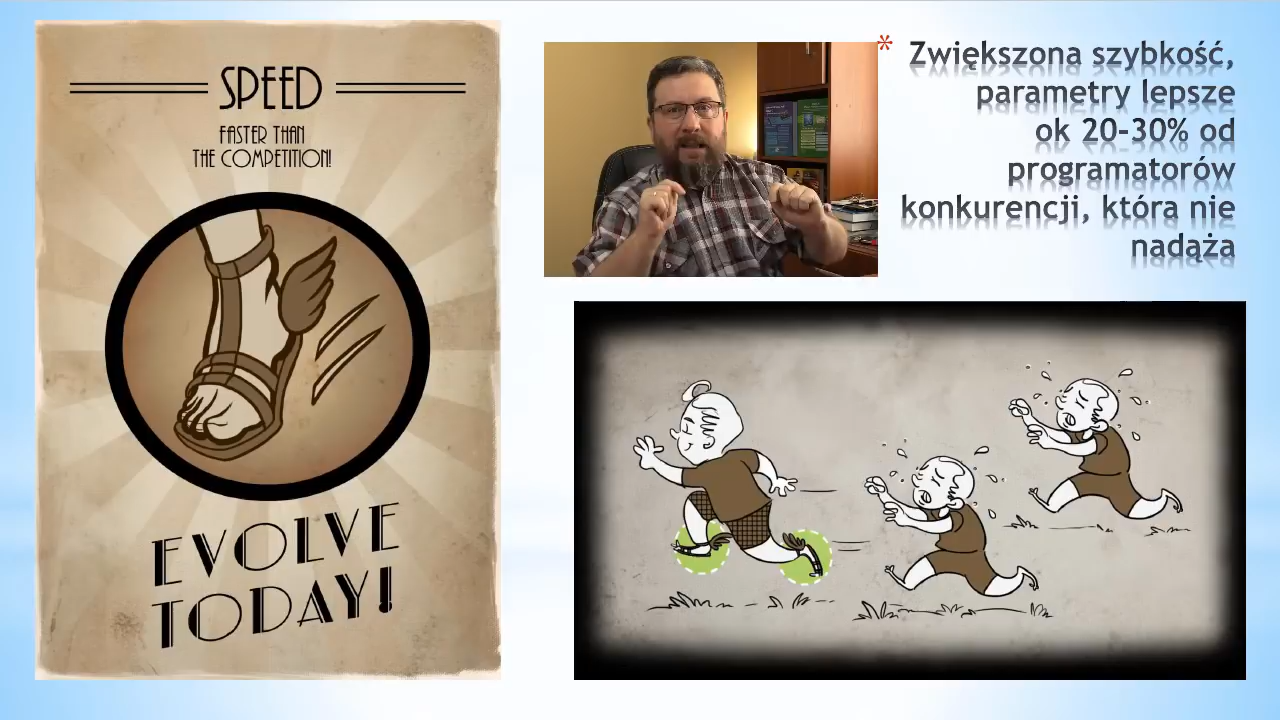 SPEED
FASTER THAN
THE COMPETITION!
EVOLVE
TODAY!
* Zwiększona szybkość,
parametry lepsze
ok 20-30% od
programatorów
konkurencji, która nie
nadąża